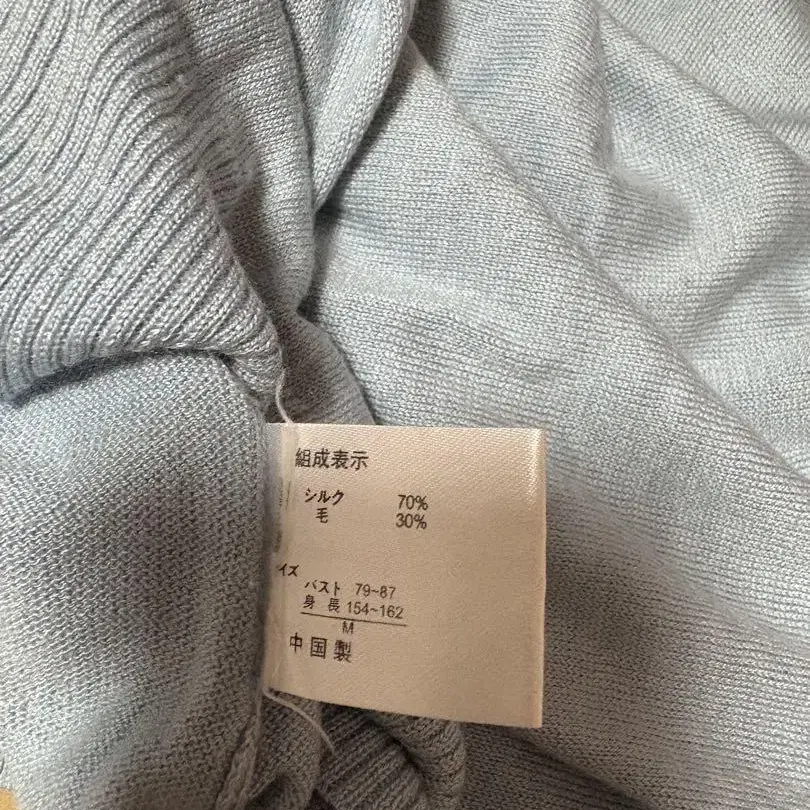 組成表示
シルク 70%
毛 30%
イズ
バスト 79~87
身 長 154~162
M
中国製